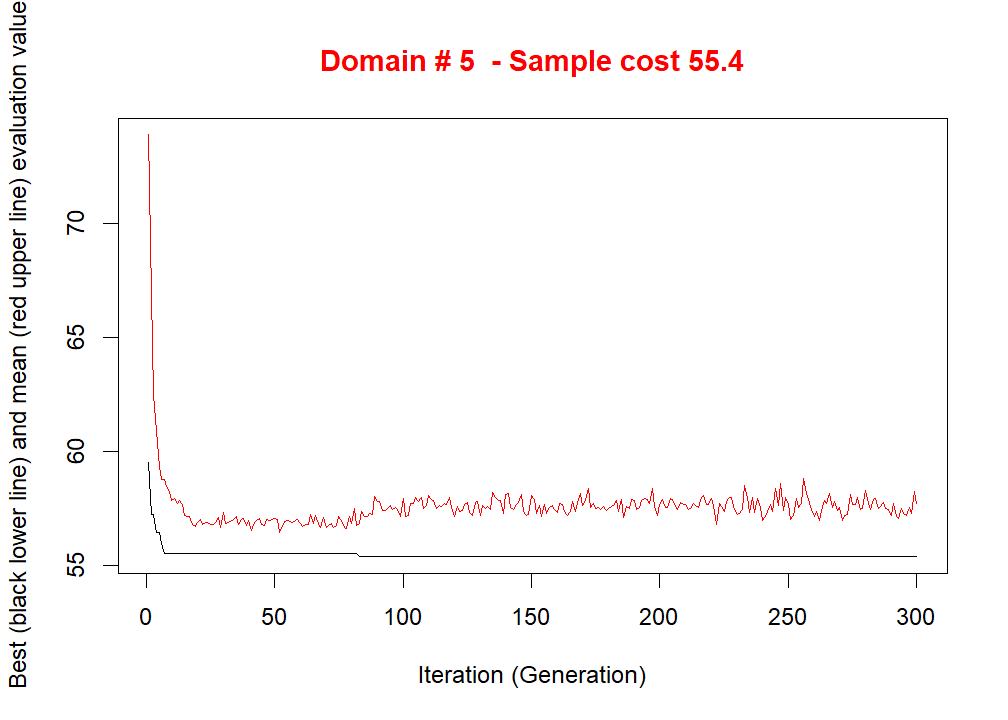 Domain # 5  - Sample cost 55.4
Best (black lower line) and mean (red upper line) evaluation value
70
65
60
55
0 50 100 150 200 250 300
Iteration (Generation)